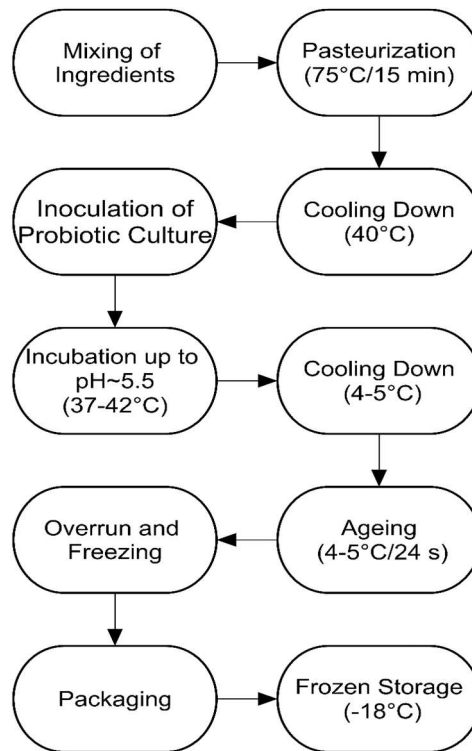 Mixing of
Ingredients
Pasteurization
(75°C/15 min)
Cooling Down
(40°C)
Inoculation of
Probiotic Culture
Incubation up to
pH~5.5
(37-42°C)
Cooling Down
(4-5°C)
Ageing
(4-5°C/24 s)
Overrun and
Freezing
Packaging
Frozen Storage
(-18°C)